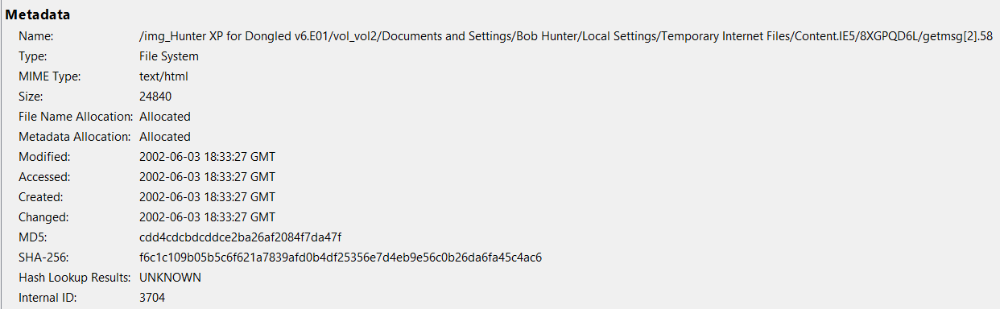 Metadata
Name: /img_Hunter XP for Dongled v6.E01/vol_vol2/Documents and Settings/Bob Hunter/Local Settings/Temporary Internet Files/Content.IE5/8XGPQD6L/getmsg[2].58
Type: File System
MIME Type: text/html
Size: 24840
File Name Allocation: Allocated
Metadata Allocation: Allocated
Modified: 2002-06-03 18:33:27 GMT
Accessed: 2002-06-03 18:33:27 GMT
Created: 2002-06-03 18:33:27 GMT
Changed: 2002-06-03 18:33:27 GMT
MD5: cdd4cdcbdcddce2ba26af2084f7da47f
SHA-256: f6c1c109b05b5c6f621a7839afd0b4df25356e7d4eb9e56c0b26da6fa45c4ac6
Hash Lookup Results: UNKNOWN
Internal ID: 3704